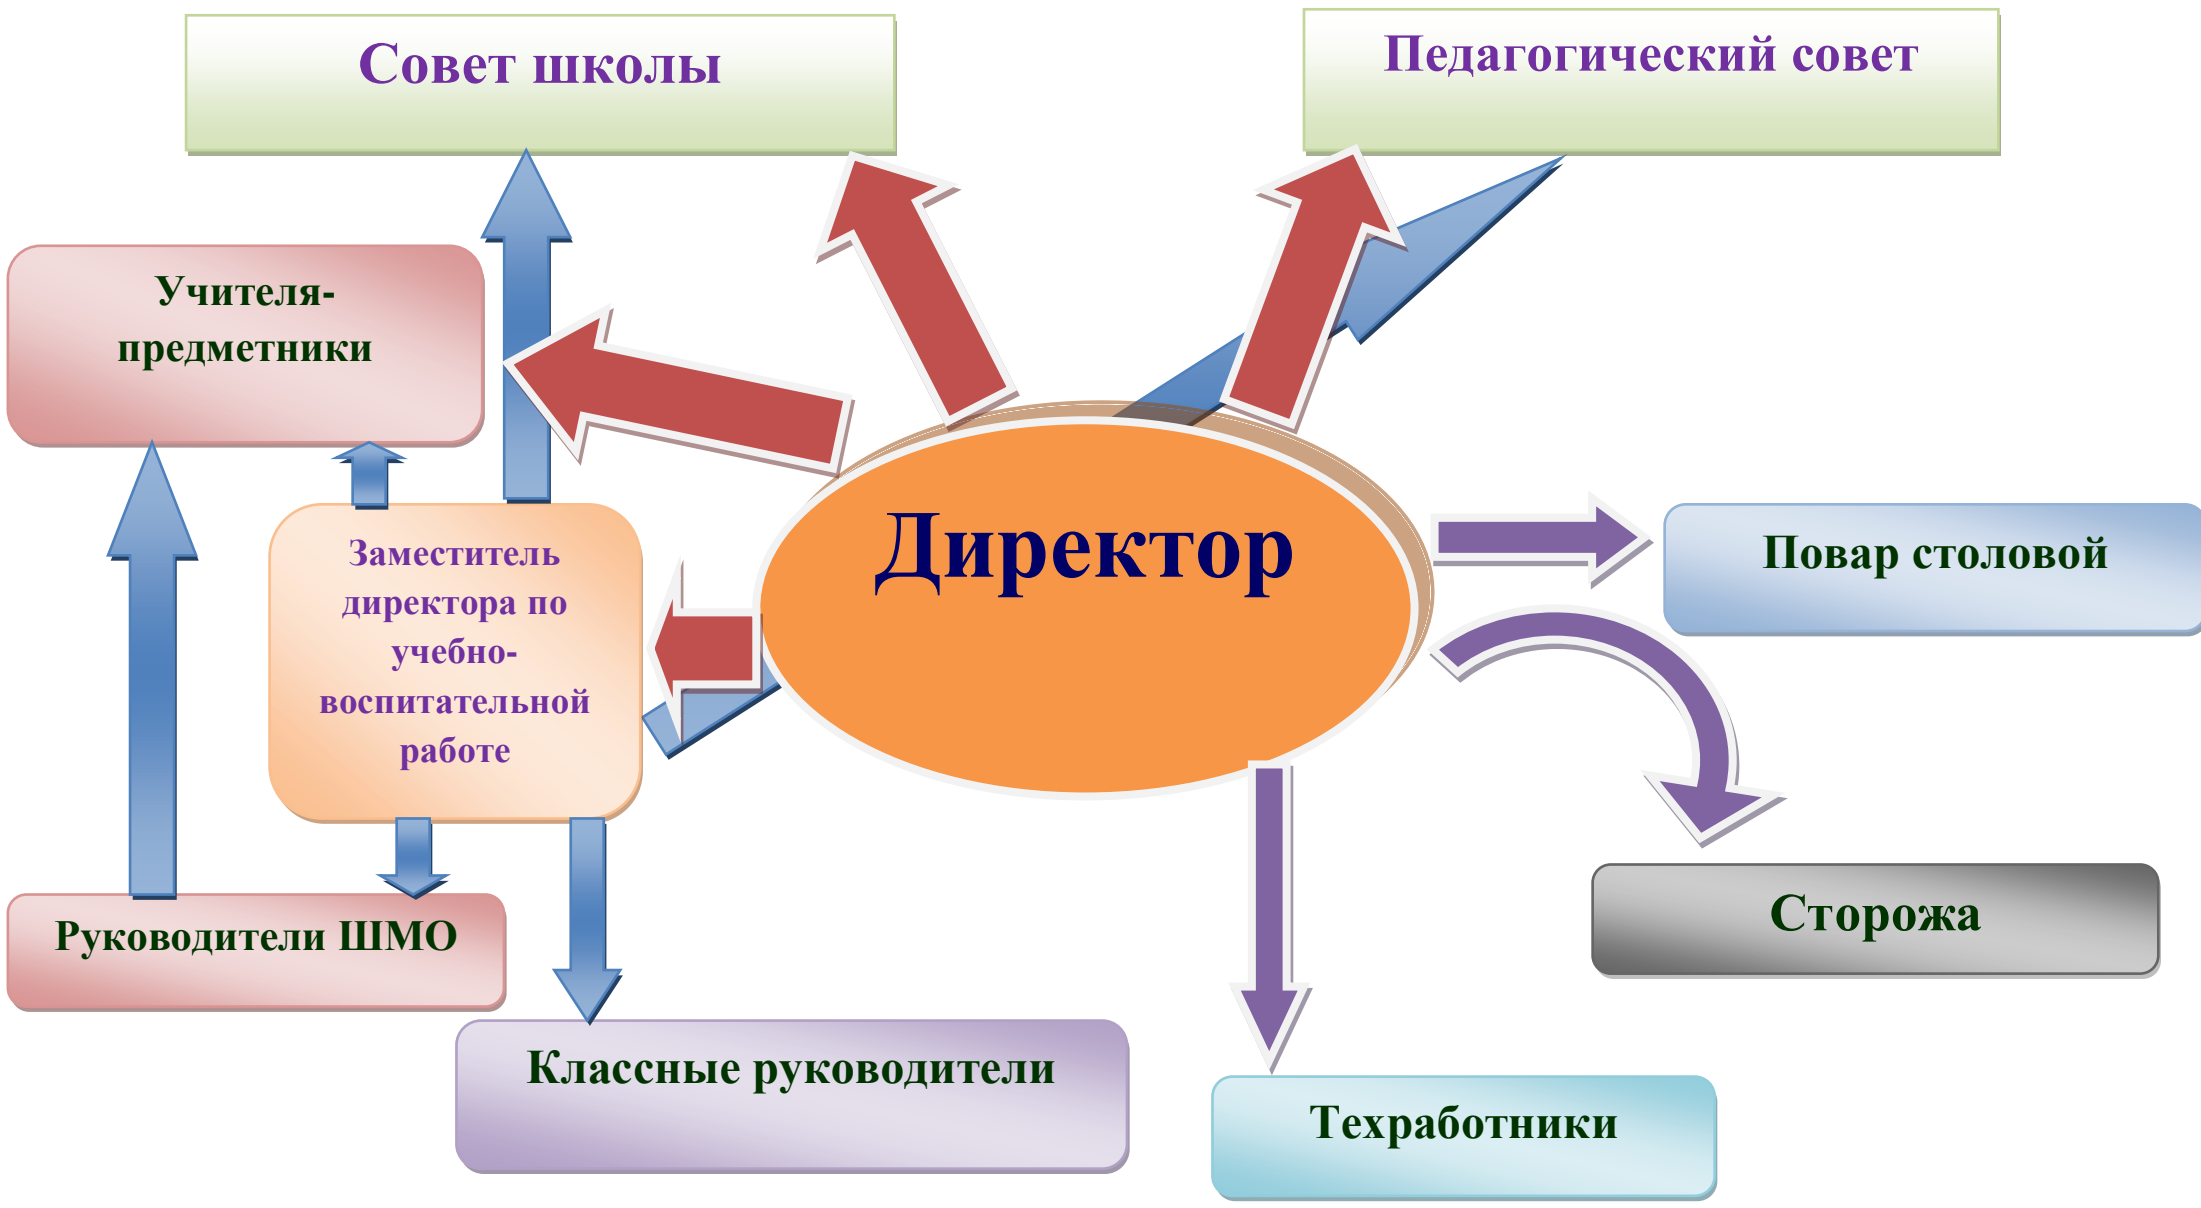 Совет школы
Педагогический совет
Учителя-
предметники
Директор
Заместитель
директора по
учебно-
воспитательной
работе
Повар столовой
Сторожа
Руководители ШМО
Классные руководители
Техработники